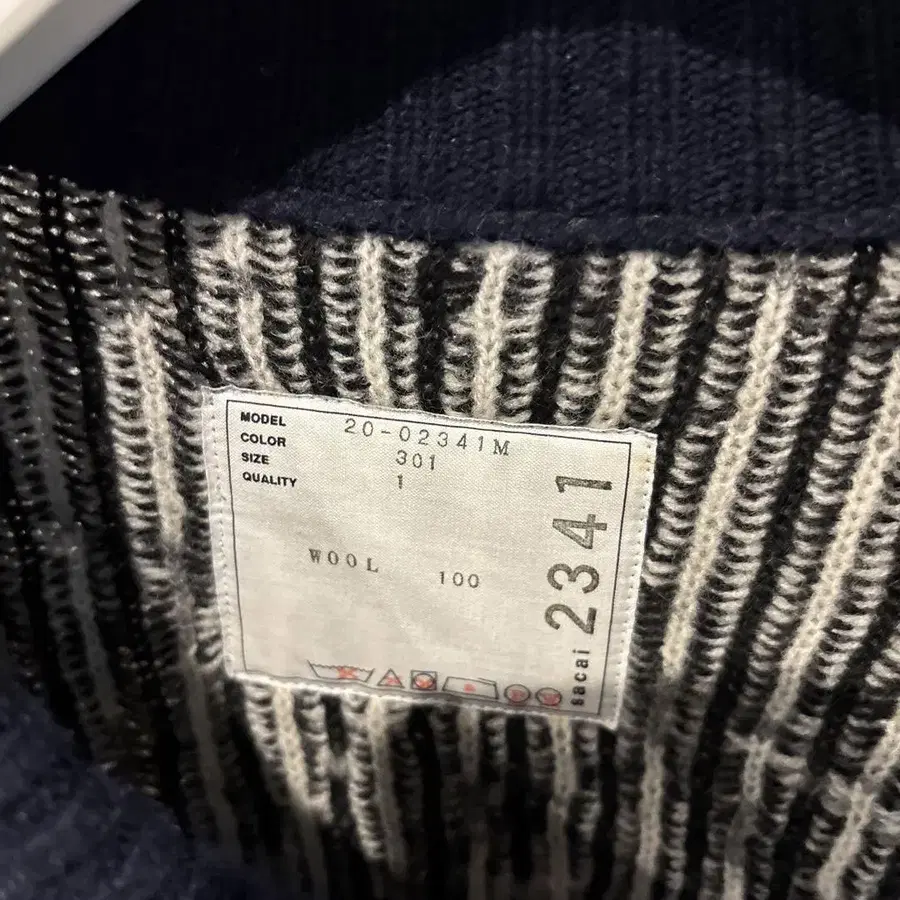 MODEL 20-02341M
COLOR 301
SIZE 1
QUALITY
WOOL 100
sacai 2341